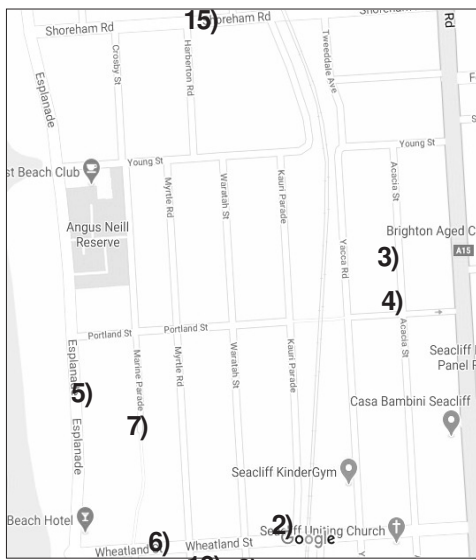 15)
Shoreham Rd
Shoreham Rd
Rd
Esplanade
Crosby St
Harberton Rd
Tweeddale Ave
Young St
Young St
st Beach Club
Angus Neill
Reserve
Myrtle Rd
Waratah St
Kauri Parade
Yacca Rd
Acacia St
Brighton Aged C
A15
3)
4)
Portland St
Portland St
Esplanade
Marine Parade
Myrtle Rd
Waratah St
Kauri Parade
Acacia St
Seacliff
Panel
5)
Casa Bambini Seacliff
7)
Esplanade
Seacliff KinderGym
Beach Hotel
2)
Seacliff Uniting Church
Google
6)
Wheatland St
Wheatland St